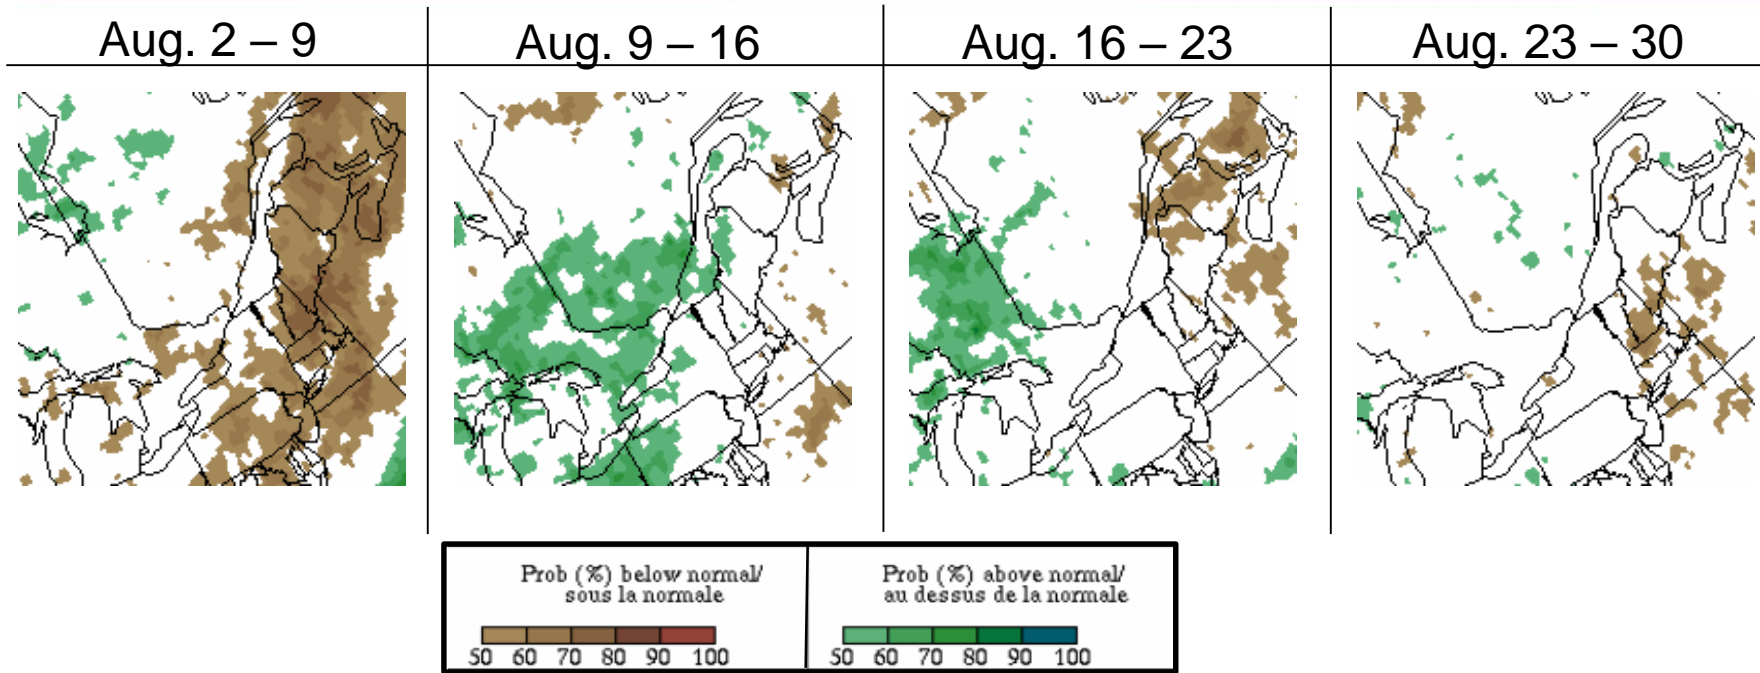 Aug. 2 – 9
Aug. 9 – 16
Aug. 16 – 23
Aug. 23 – 30
Prob (%) below normal/
sous la normale
50 60 70 80 90 100
Prob (%) above normal/
au dessus de la normale
50 60 70 80 90 100